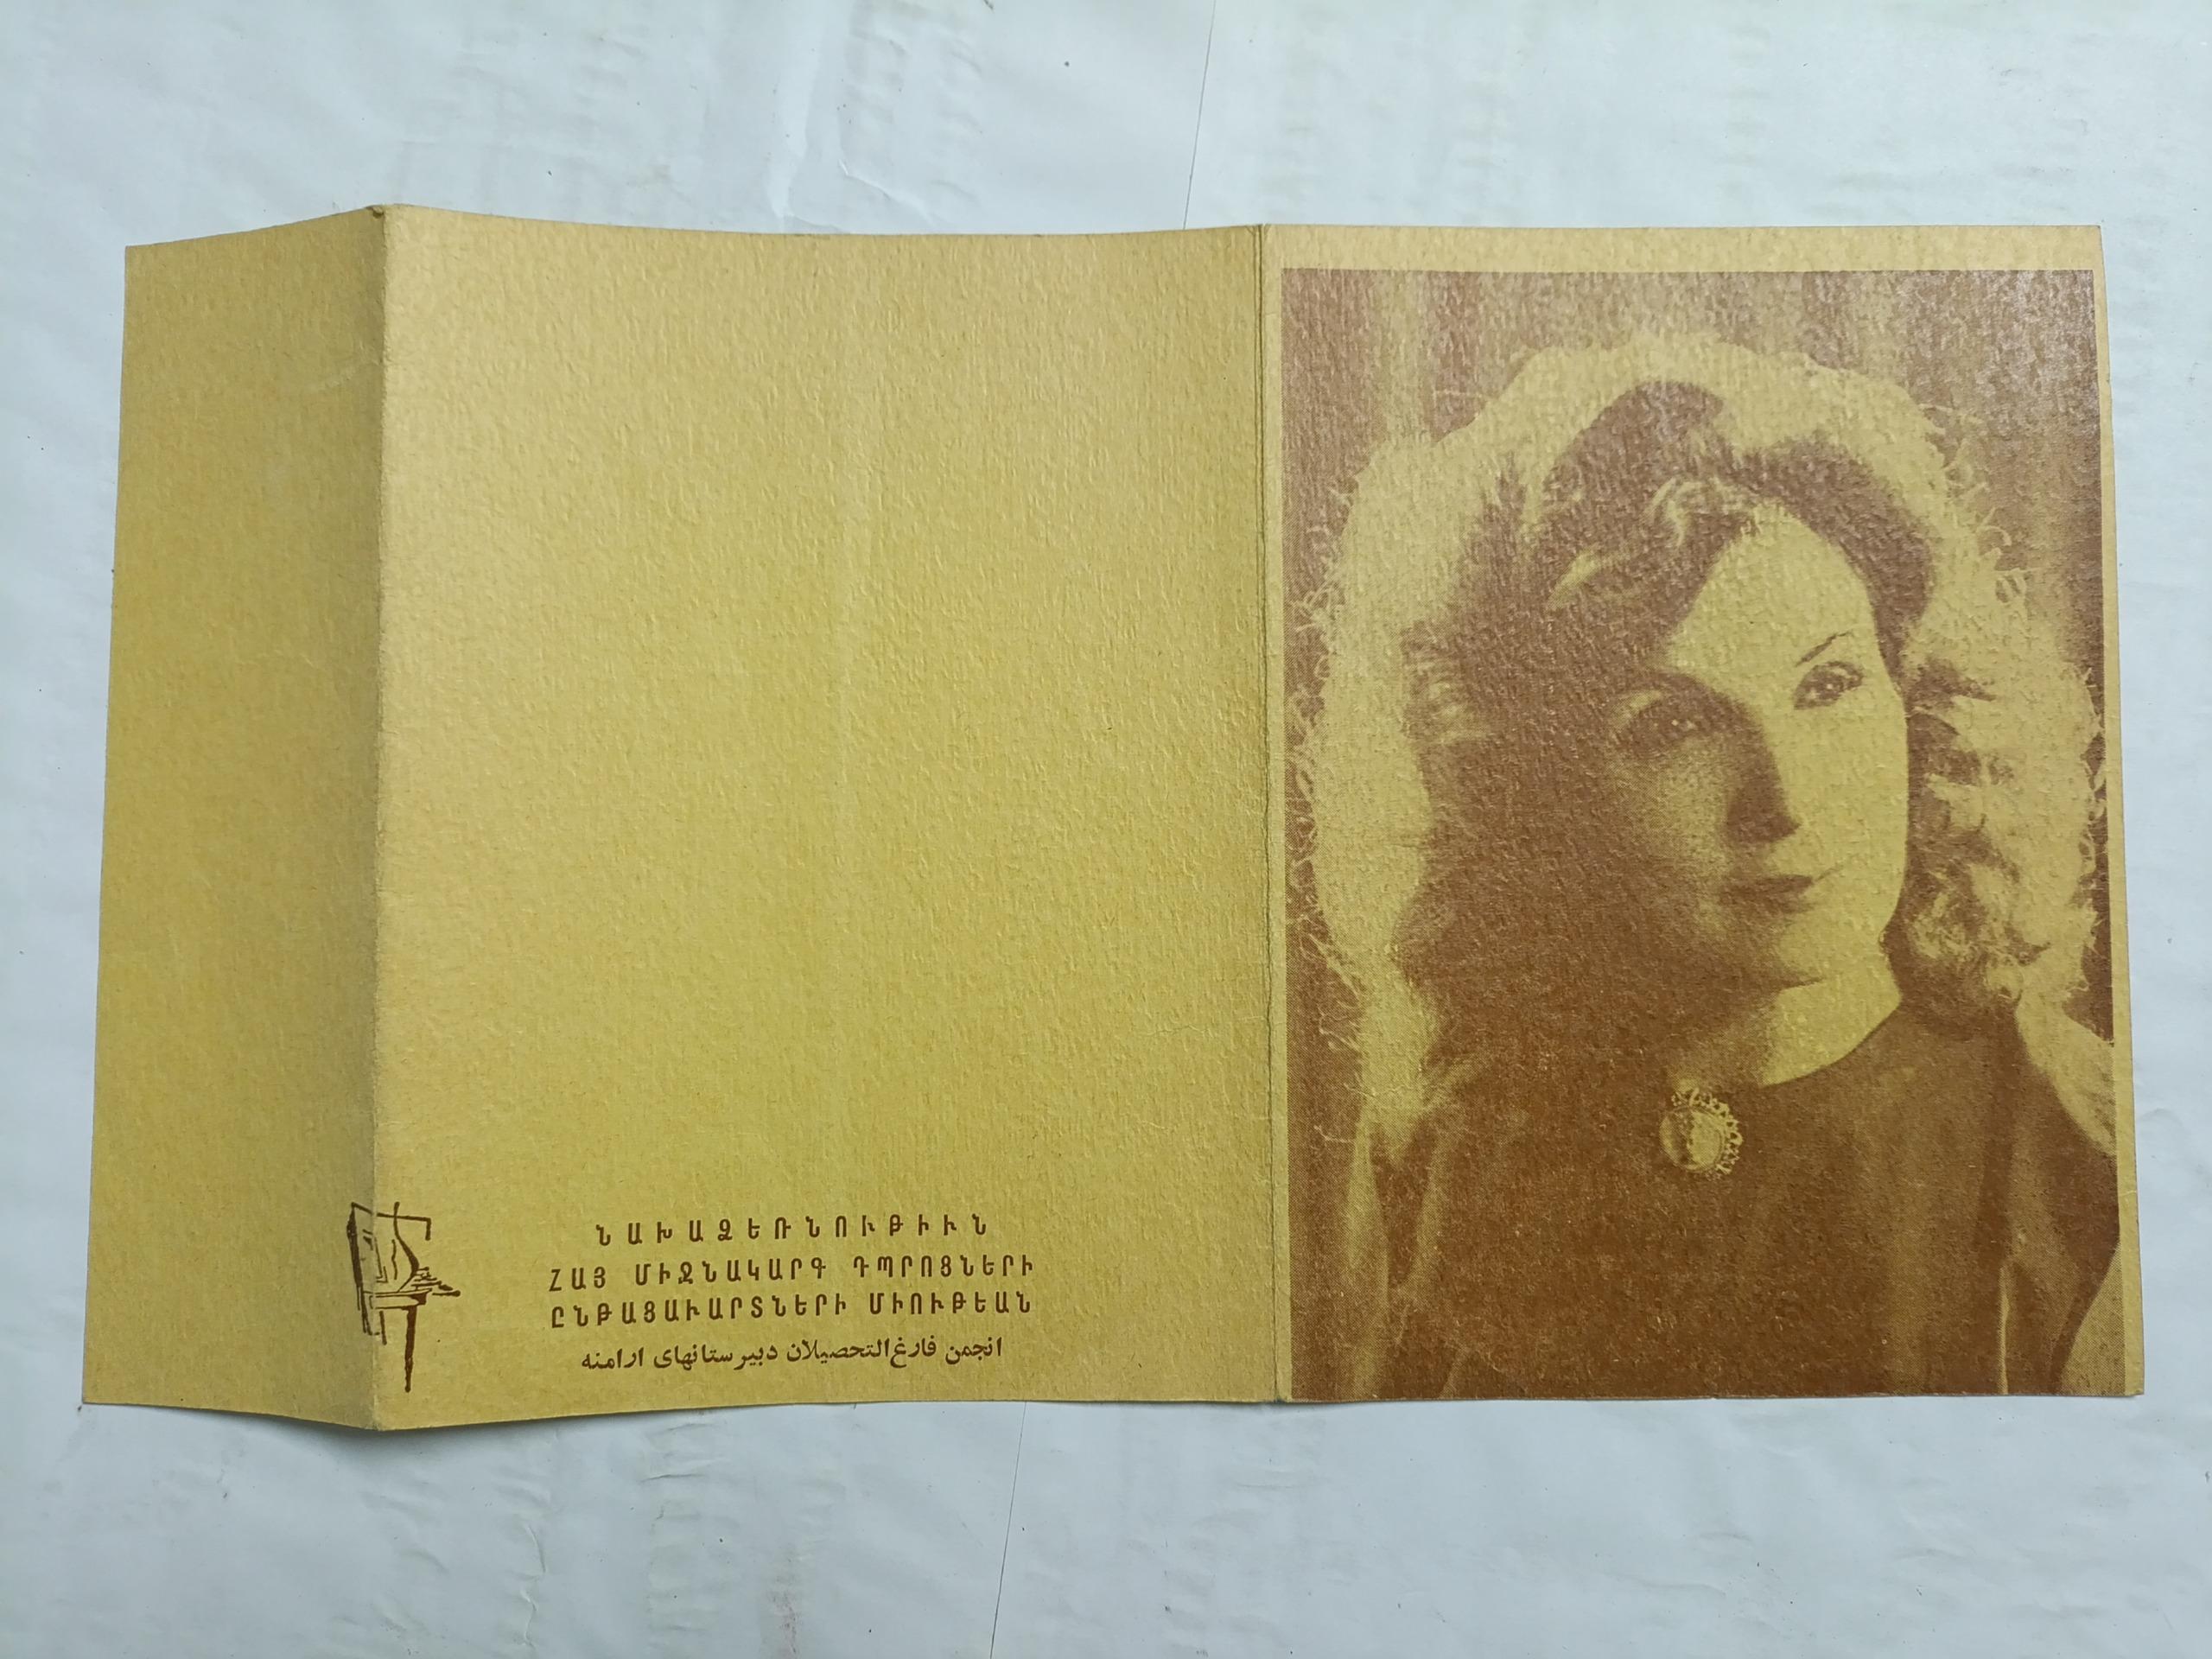 ՆԱԽԱՁԵՌՆՈՒԹԻՒՆ
ՀԱՅ ՄԻՋՆԱԿԱՐԳ ԴՊՐՈՑՆԵՐԻ
ԸՆԹԱՑԱՒԱՐՏՆԵՐԻ ՄԻՈՒԹԵԱՆ
انجمن فارغ‌التحصیلان دبیرستانهای ارامنه